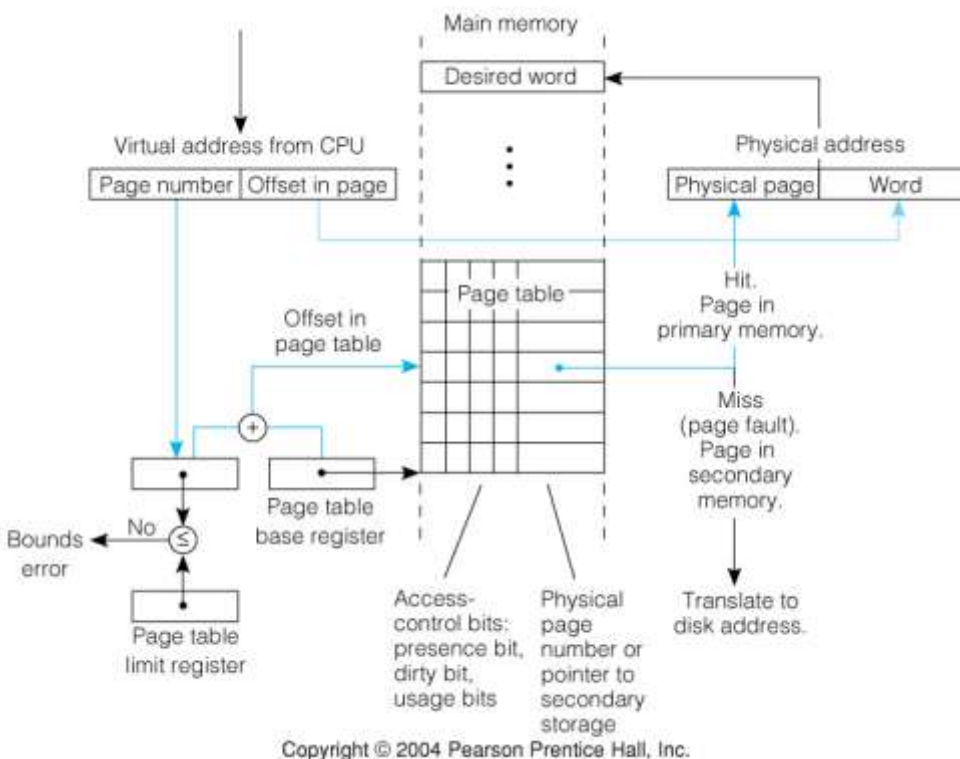 Main memory
Desired word
Virtual address from CPU
Physical address
Page number
Offset in page
Physical page
Word
Page table
Hit.
Page in
primary memory.
Offset in
page table
+
Miss
(page fault).
Page in
secondary
memory.
Page table
base register
No
≤
Bounds
error
Page table
limit register
Access-
control bits:
presence bit,
dirty bit,
usage bits
Physical
page
number or
pointer to
secondary
storage
Translate to
disk address.
Copyright © 2004 Pearson Prentice Hall, Inc.